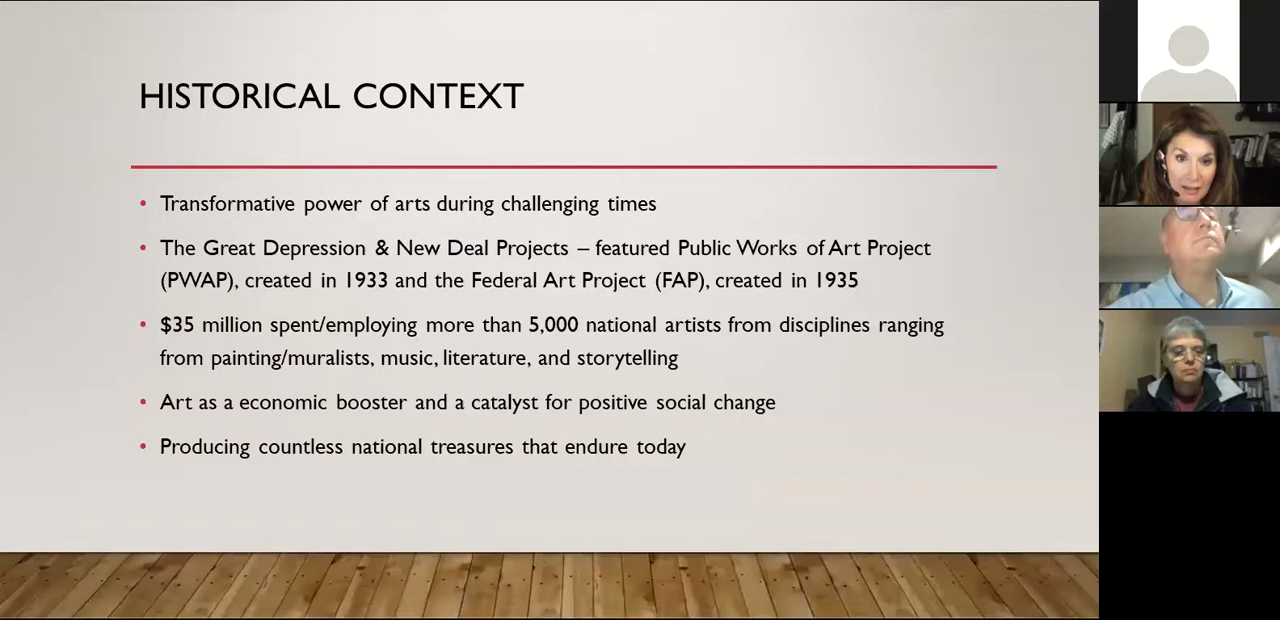 HISTORICAL CONTEXT
• Transformative power of arts during challenging times
• The Great Depression & New Deal Projects – featured Public Works of Art Project
(PWAP), created in 1933 and the Federal Art Project (FAP), created in 1935
• $35 million spent/employing more than 5,000 national artists from disciplines ranging
from painting/muralists, music, literature, and storytelling
• Art as a economic booster and a catalyst for positive social change
• Producing countless national treasures that endure today